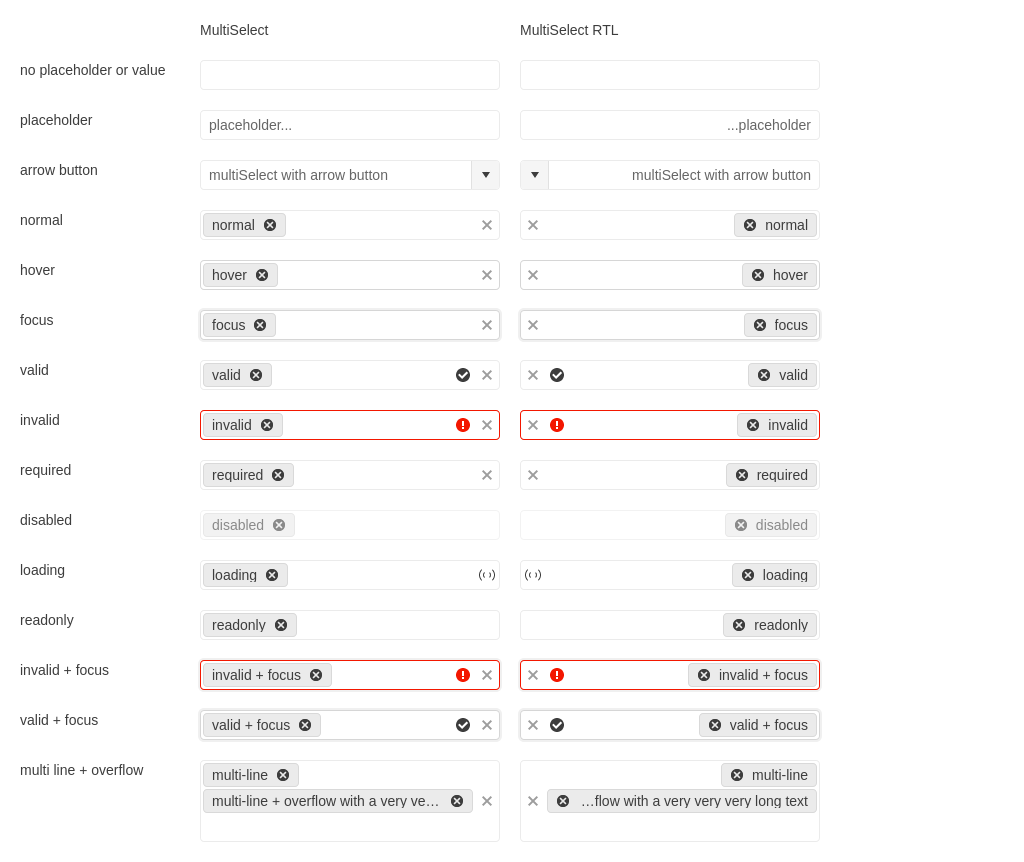 MultiSelect MultiSelect RTL
no placeholder or value
placeholder placeholder... ...placeholder
arrow button multiSelect with arrow button multiSelect with arrow button
normal normal normal
hover hover hover
focus focus focus
valid valid valid
invalid invalid invalid
required required required
disabled disabled disabled
loading loading loading
readonly readonly readonly
invalid + focus invalid + focus invalid + focus
valid + focus valid + focus valid + focus
multi line + overflow multi-line multi-line
multi-line + overflow with a very ve… …flow with a very very very long text